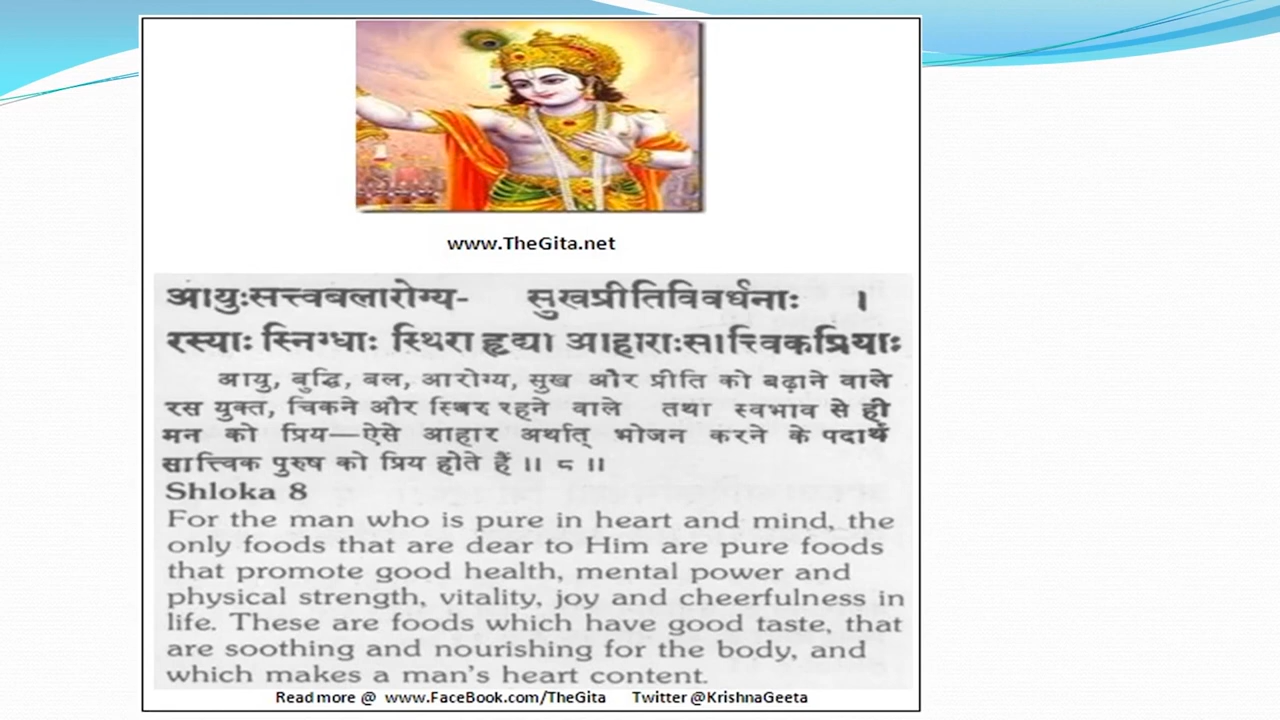 www.TheGita.net
आयुःसत्त्वबलारोग्य- सुखप्रीतिविवर्धनाः ।
रस्याः स्निग्धाः स्थिरा हृद्या आहाराःसात्त्विकप्रियाः
आयु, बुद्धि, बल, आरोग्य, सुख और प्रीति को बढ़ाने वाले
रस युक्त, चिकने और स्थिर रहने वाले तथा स्वभाव से ही
मन को प्रिय—ऐसे आहार अर्थात् भोजन करने के पदार्थ
सात्त्विक पुरुष को प्रिय होते हैं ॥ ८ ॥
Shloka 8
For the man who is pure in heart and mind, the
only foods that are dear to Him are pure foods
that promote good health, mental power and
physical strength, vitality, joy and cheerfulness in
life. These are foods which have good taste, that
are soothing and nourishing for the body, and
which makes a man's heart content.
Read more @ www.FaceBook.com/TheGita Twitter @KrishnaGeeta